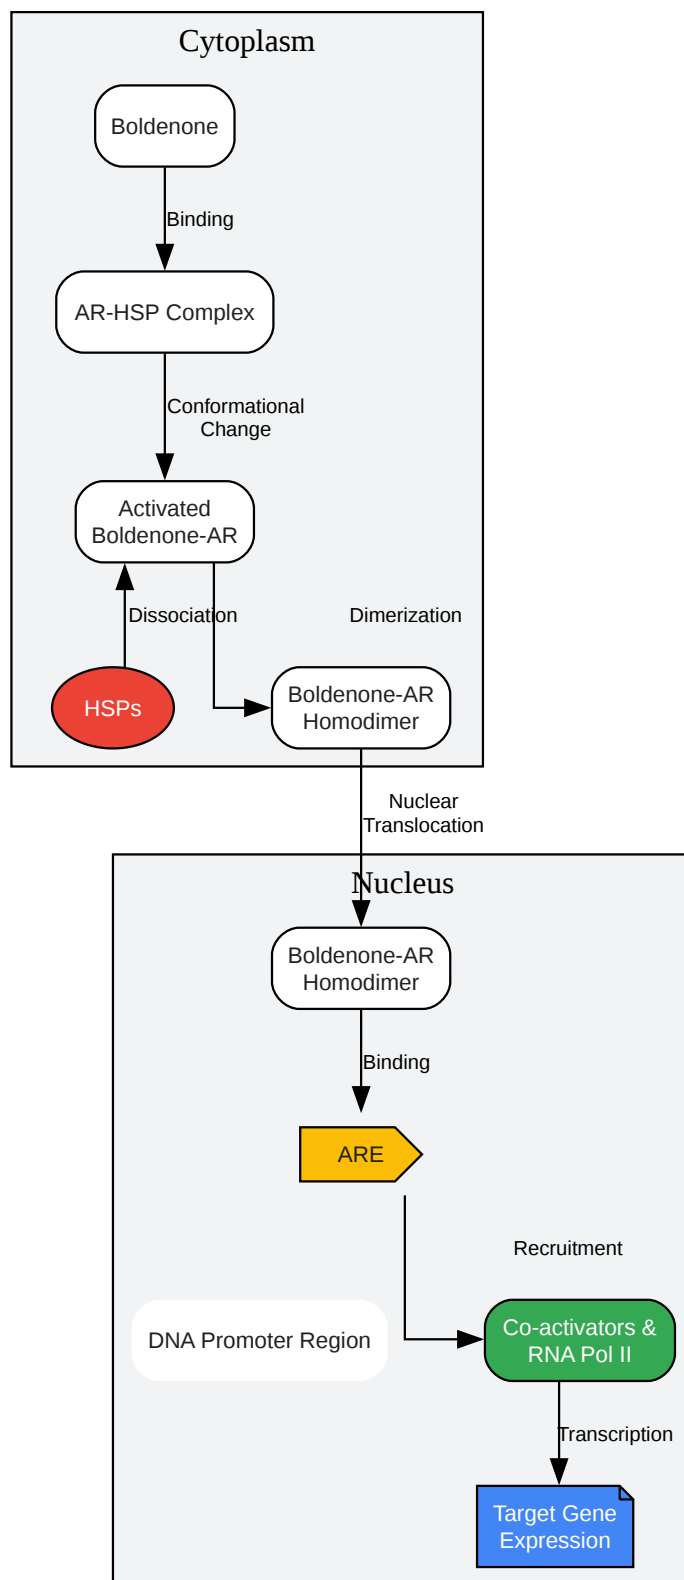 Cytoplasm
Boldenone
Binding
AR-HSP Complex
Conformational
Change
Activated
Boldenone-AR
Dissociation
Dimerization
HSPs
Boldenone-AR
Homodimer
Nuclear
Translocation
Nucleus
Boldenone-AR
Homodimer
Binding
ARE
Recruitment
DNA Promoter Region
Co-activators &
RNA Pol II
Transcription
Target Gene
Expression